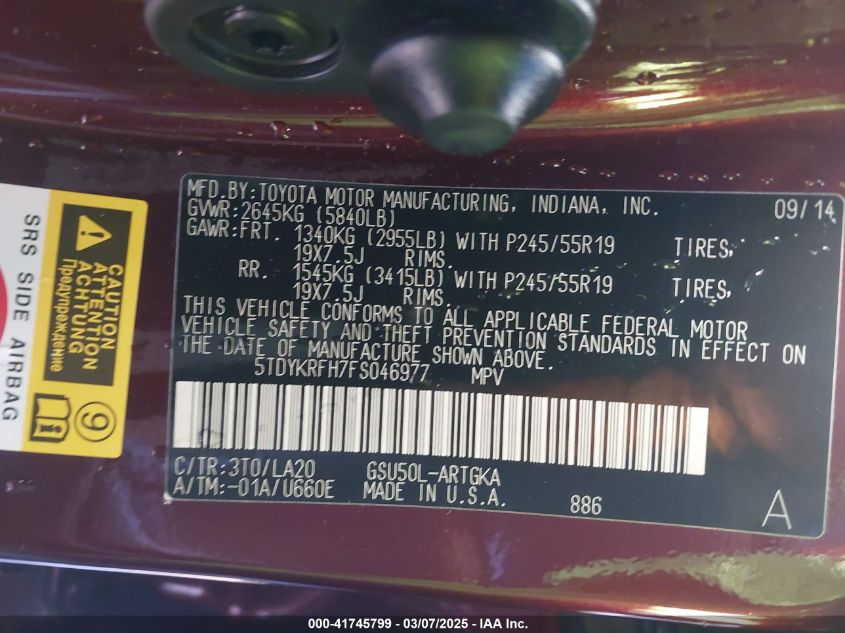 MFD.BY:TOYOTA MOTOR MANUFACTURING, INDIANA, INC. 09/14
GVWR:2645KG (5840LB)
GAWR:FRT. 1340KG (2955LB) WITH P245/55R19 TIRES,
19X7.5J RIMS.
RR. 1545KG (3415LB) WITH P245/55R19 TIRES,
19X7.5J RIMS.
THIS VEHICLE CONFORMS TO ALL APPLICABLE FEDERAL MOTOR
VEHICLE SAFETY AND THEFT PREVENTION STANDARDS IN EFFECT ON
THE DATE OF MANUFACTURE SHOWN ABOVE.
5TDYKRFH7FS046977 MPV
C/TR:3T0/LA20 GSU50L-ARTGKA
A/TM:-01A/U660E MADE IN U.S.A. 886 A
SRS SIDE AIRBAG
CAUTION
ATTENTION
ACHTUNG
Предупреждение
9
000-41745799 — 03/07/2025 — IAA Inc.